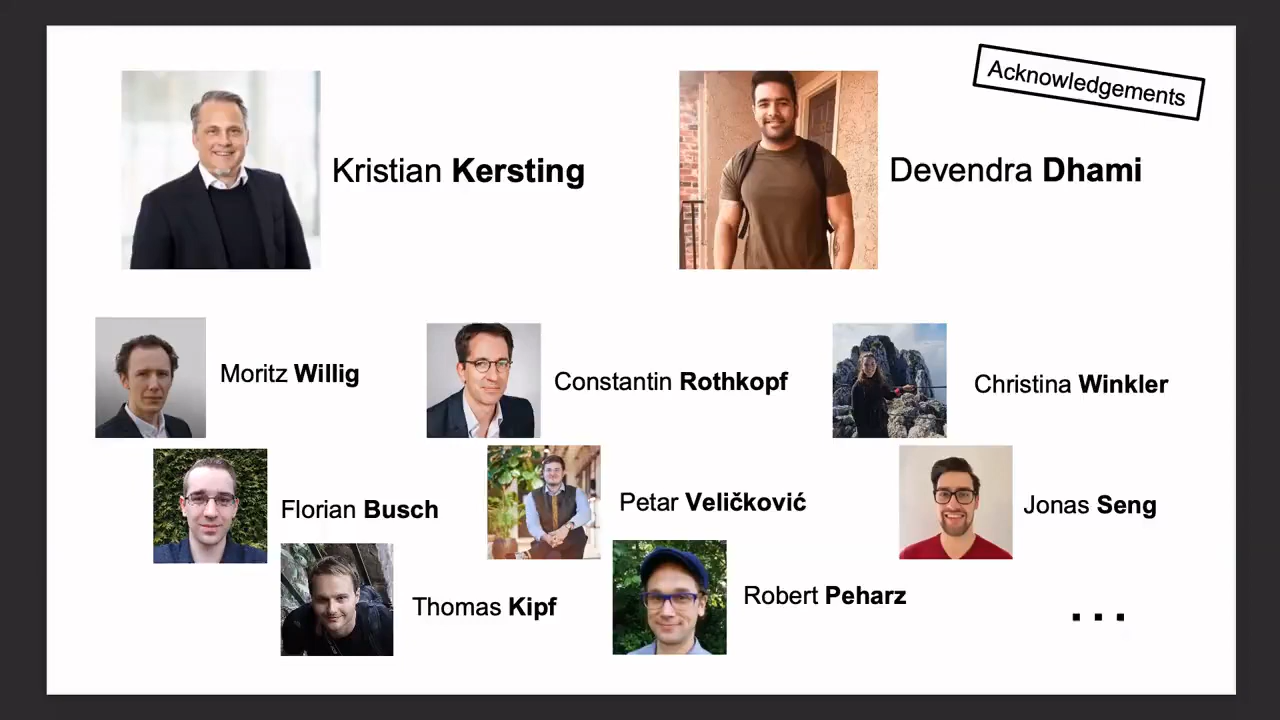 Acknowledgements
Kristian Kersting
Devendra Dhami
Moritz Willig
Constantin Rothkopf
Christina Winkler
Florian Busch
Petar Veličković
Jonas Seng
Thomas Kipf
Robert Peharz
...